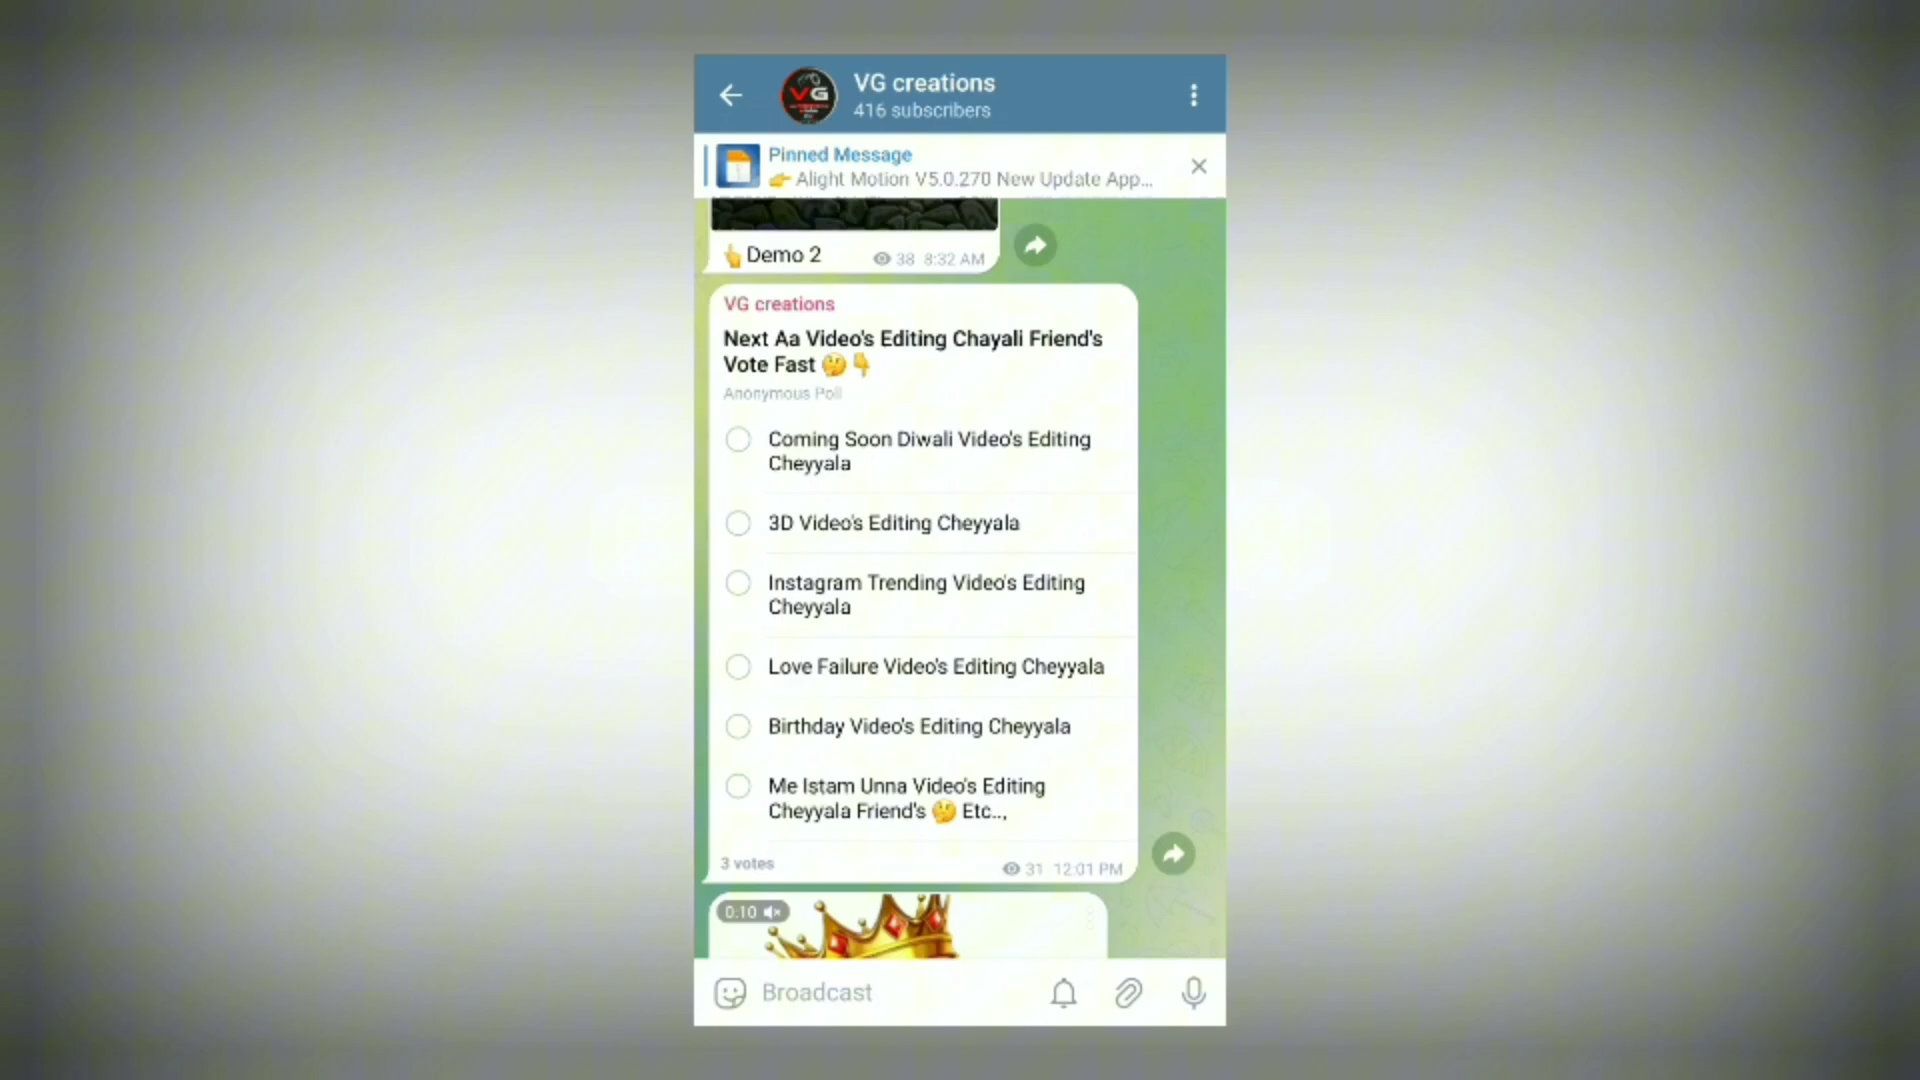 VG creations
416 subscribers
Pinned Message
👉 Alight Motion V5.0.270 New Update App...
👆Demo 2
38 8:32 AM
VG creations
Next Aa Video's Editing Chayali Friend's
Vote Fast 🤔👇
Anonymous Poll
Coming Soon Diwali Video's Editing
Cheyyala
3D Video's Editing Cheyyala
Instagram Trending Video's Editing
Cheyyala
Love Failure Video's Editing Cheyyala
Birthday Video's Editing Cheyyala
Me Istam Unna Video's Editing
Cheyyala Friend's 🤔 Etc..,
3 votes
31 12:01 PM
0:10
Broadcast